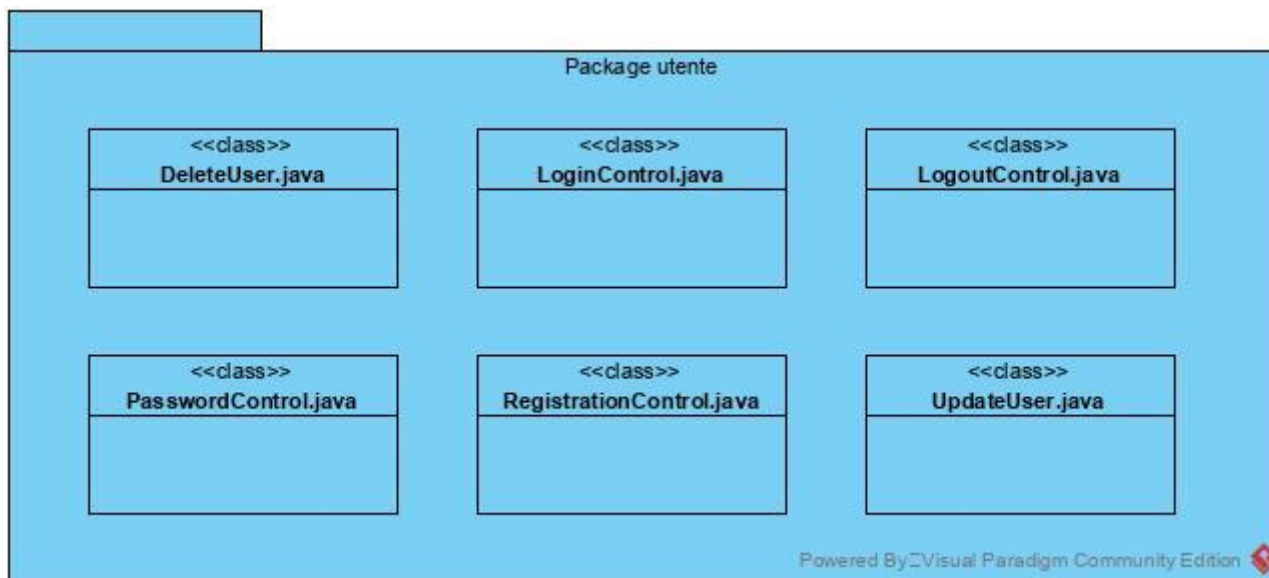 Package utente
<<class>>
DeleteUser.java
<<class>>
LoginControl.java
<<class>>
LogoutControl.java
<<class>>
PasswordControl.java
<<class>>
RegistrationControl.java
<<class>>
UpdateUser.java
Powered By Visual Paradigm Community Edition